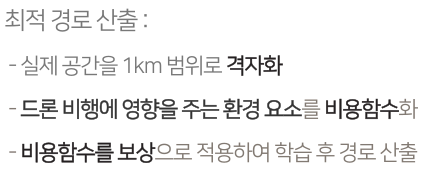 최적 경로 산출 :
- 실제 공간을 1km 범위로 격자화
- 드론 비행에 영향을 주는 환경 요소를 비용함수화
- 비용함수를 보상으로 적용하여 학습 후 경로 산출